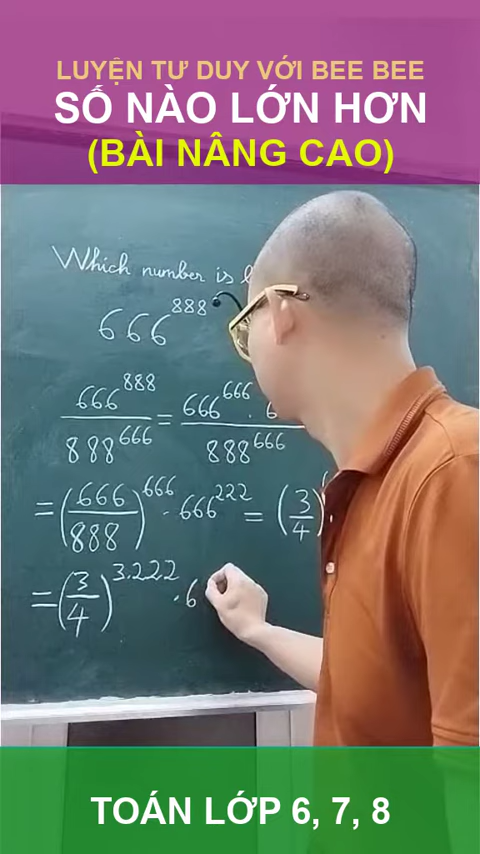 LUYỆN TƯ DUY VỚI BEE BEE
SỐ NÀO LỚN HƠN
(BÀI NÂNG CAO)
Which number is
666^888
666^888 / 888^666 = 666^666 · 6 / 888^666
= (666/888)^666 · 666^222 = (3/4)
= (3/4)^3·222 · 6
TOÁN LỚP 6, 7, 8